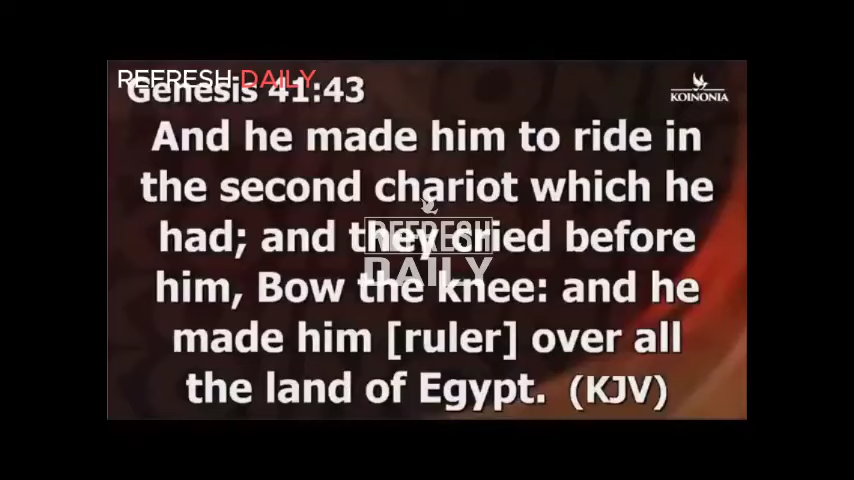 REFRESH DAILY
Genesis 41:43
KOINONIA
And he made him to ride in
the second chariot which he
had; and they cried before
him, Bow the knee: and he
made him [ruler] over all
the land of Egypt. (KJV)
REFRESH
DAILY